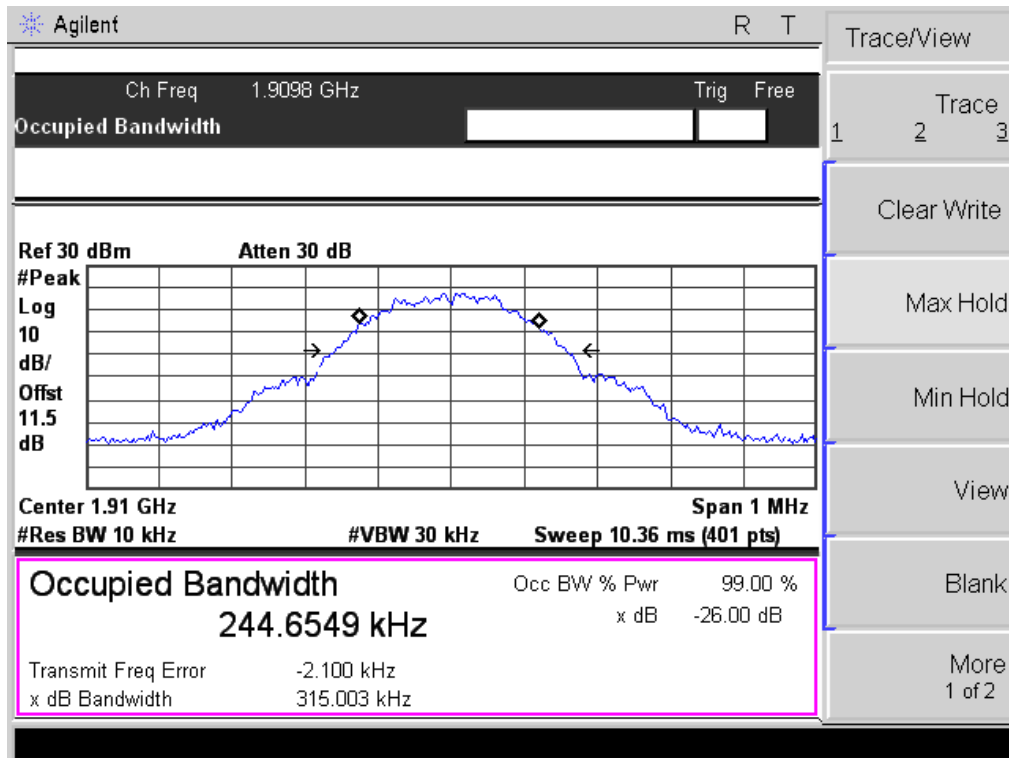 Agilent R T
Trace/View
Ch Freq 1.9098 GHz Trig Free
Occupied Bandwidth
Trace
1 2 3
Clear Write
Max Hold
Min Hold
View
Blank
More
1 of 2
Ref 30 dBm Atten 30 dB
#Peak
Log
10
dB/
Offst
11.5
dB
Center 1.91 GHz Span 1 MHz
#Res BW 10 kHz #VBW 30 kHz Sweep 10.36 ms (401 pts)
Occupied Bandwidth Occ BW % Pwr 99.00 %
244.6549 kHz x dB -26.00 dB
Transmit Freq Error -2.100 kHz
x dB Bandwidth 315.003 kHz